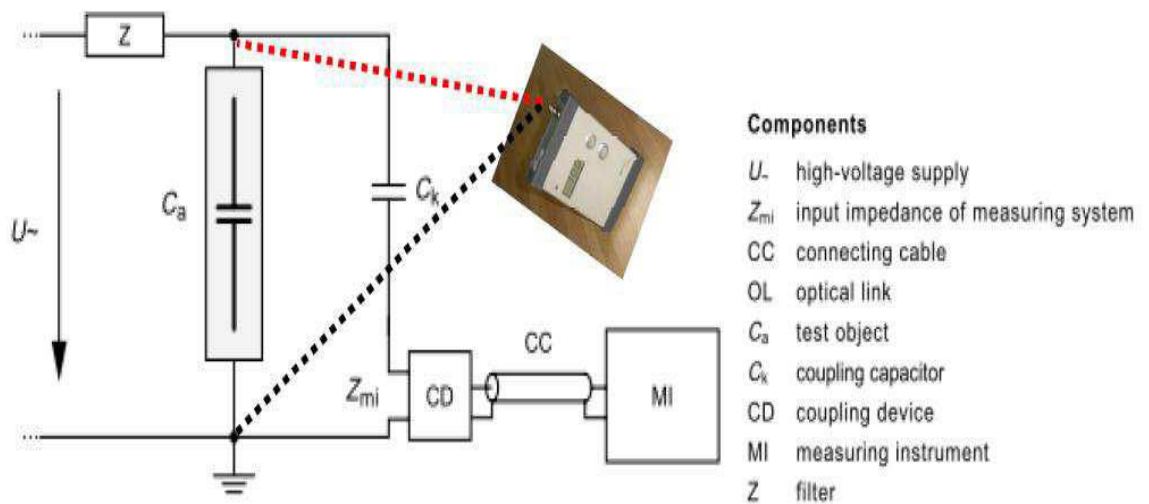 Z
Ca
Ck
U~
Zmi
CD
CC
MI
Components
U~ high-voltage supply
Zmi input impedance of measuring system
CC connecting cable
OL optical link
Ca test object
Ck coupling capacitor
CD coupling device
MI measuring instrument
Z filter